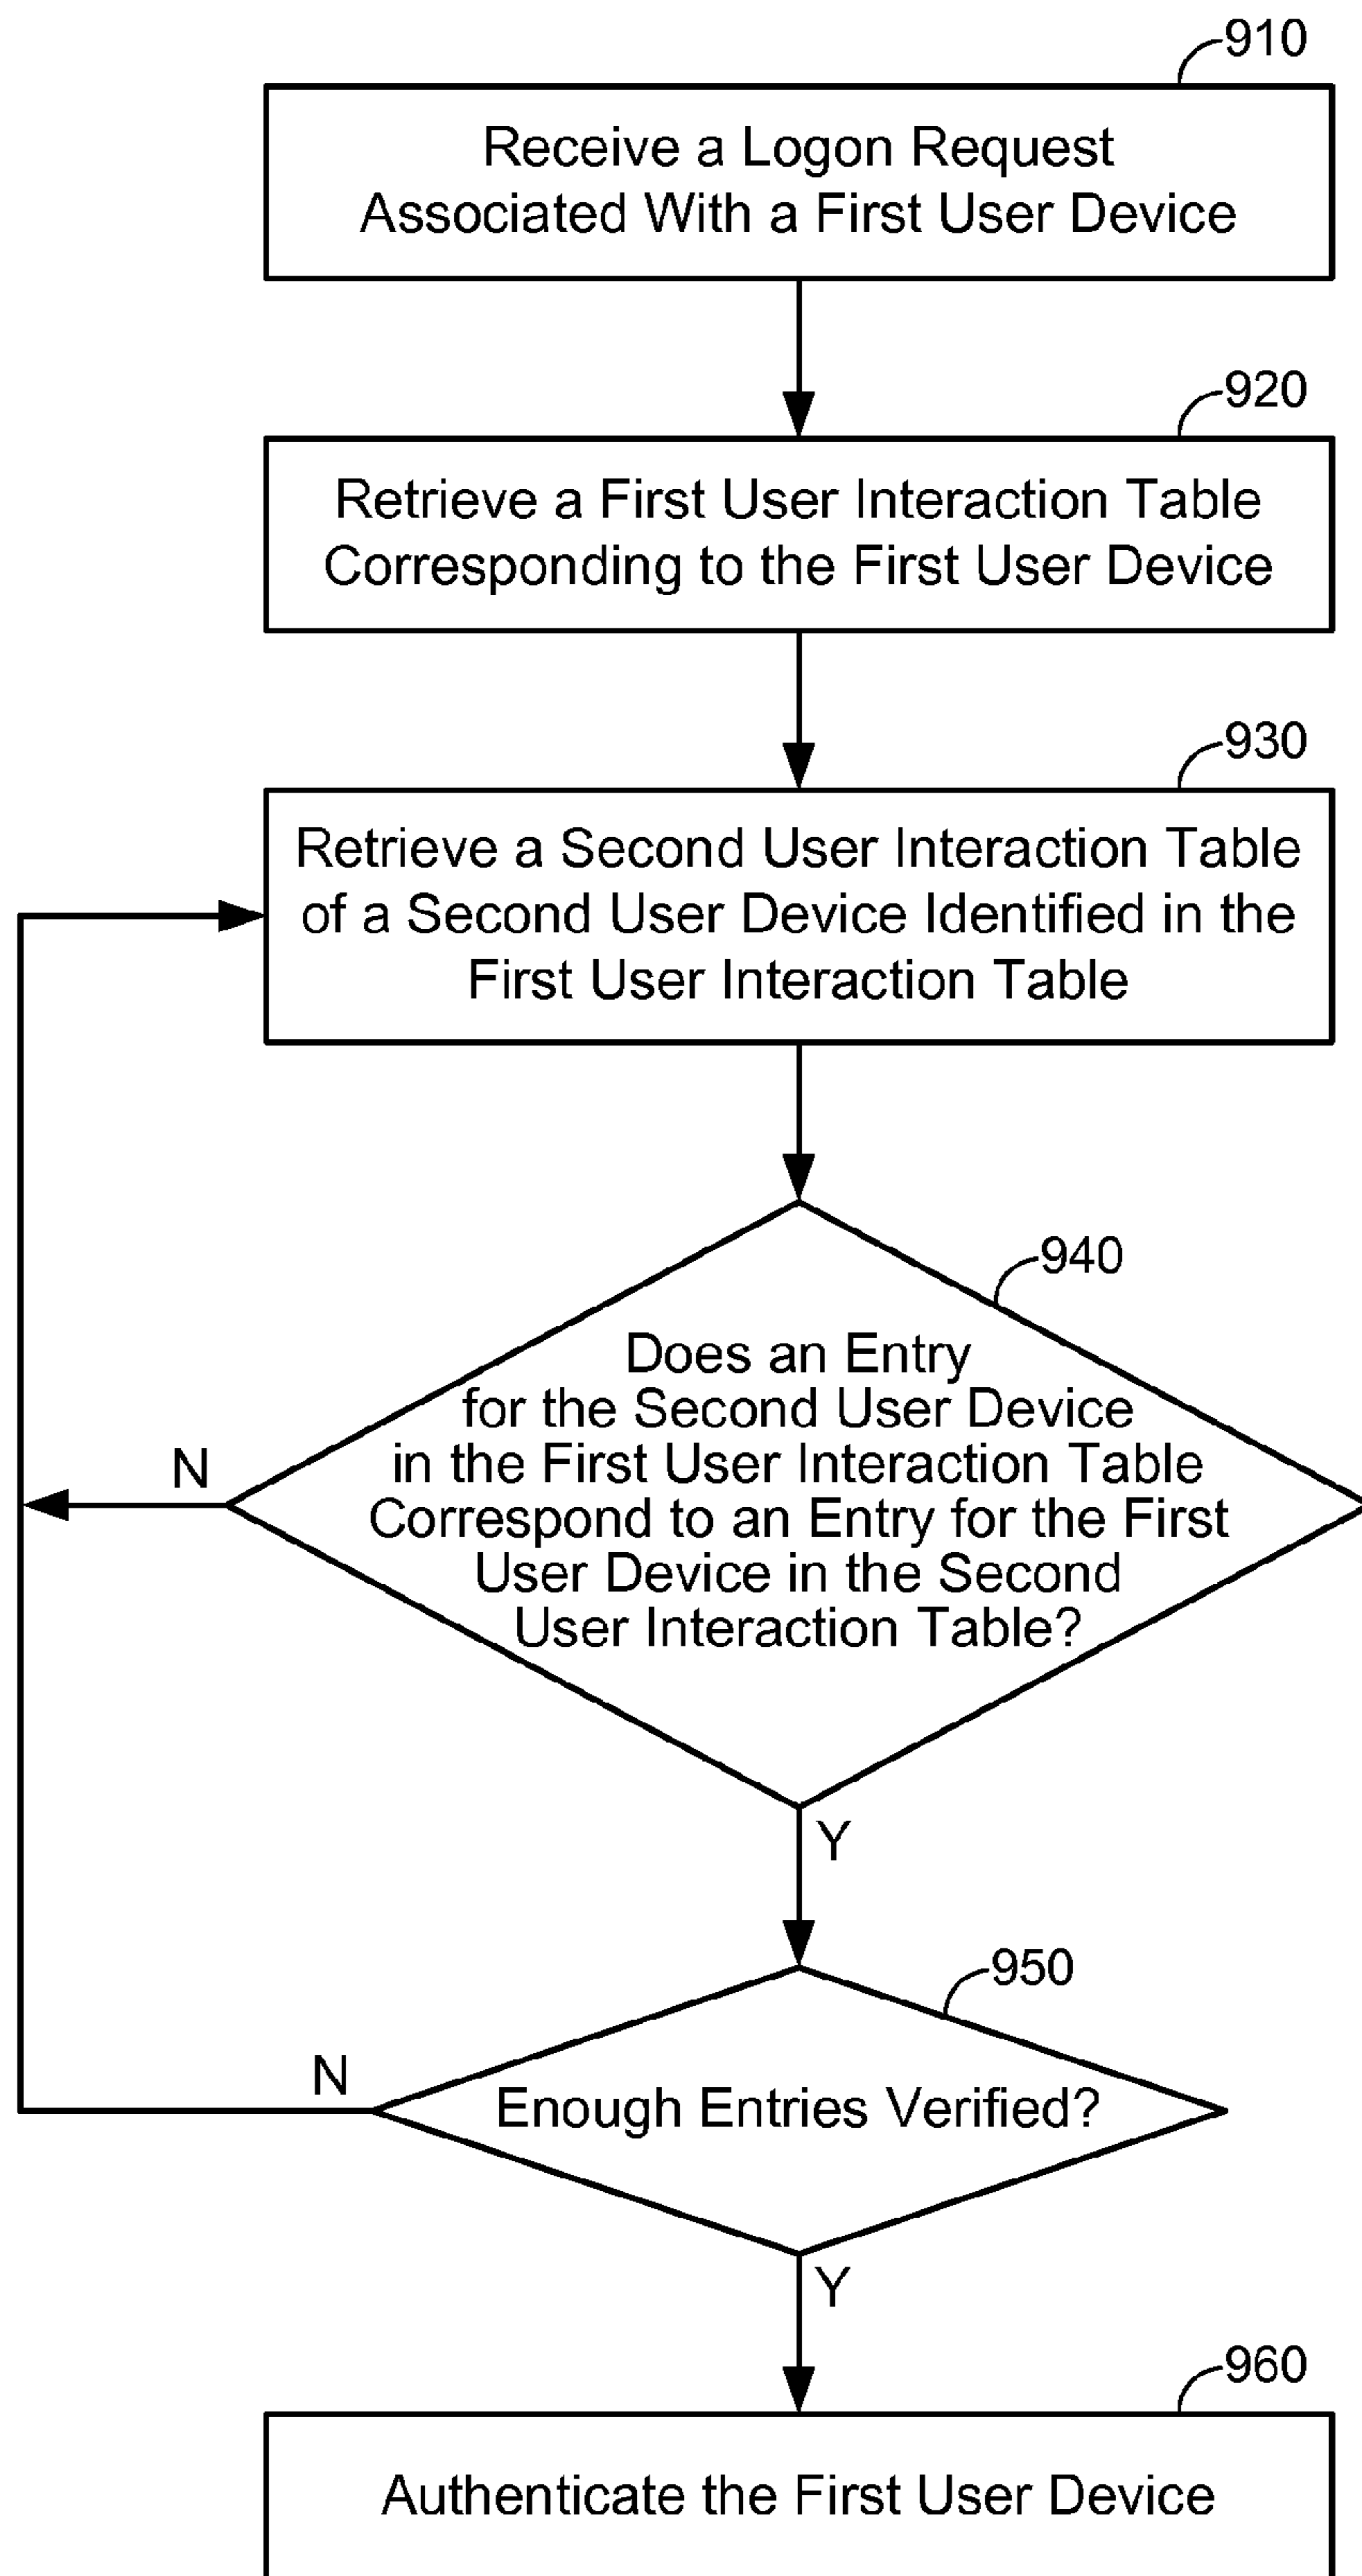 910
Receive a Logon Request
Associated With a First User Device
920
Retrieve a First User Interaction Table
Corresponding to the First User Device
930
Retrieve a Second User Interaction Table
of a Second User Device Identified in the
First User Interaction Table
940
Does an Entry
for the Second User Device
in the First User Interaction Table
Correspond to an Entry for the First
User Device in the Second
User Interaction Table?
N
Y
950
Enough Entries Verified?
N
Y
960
Authenticate the First User Device